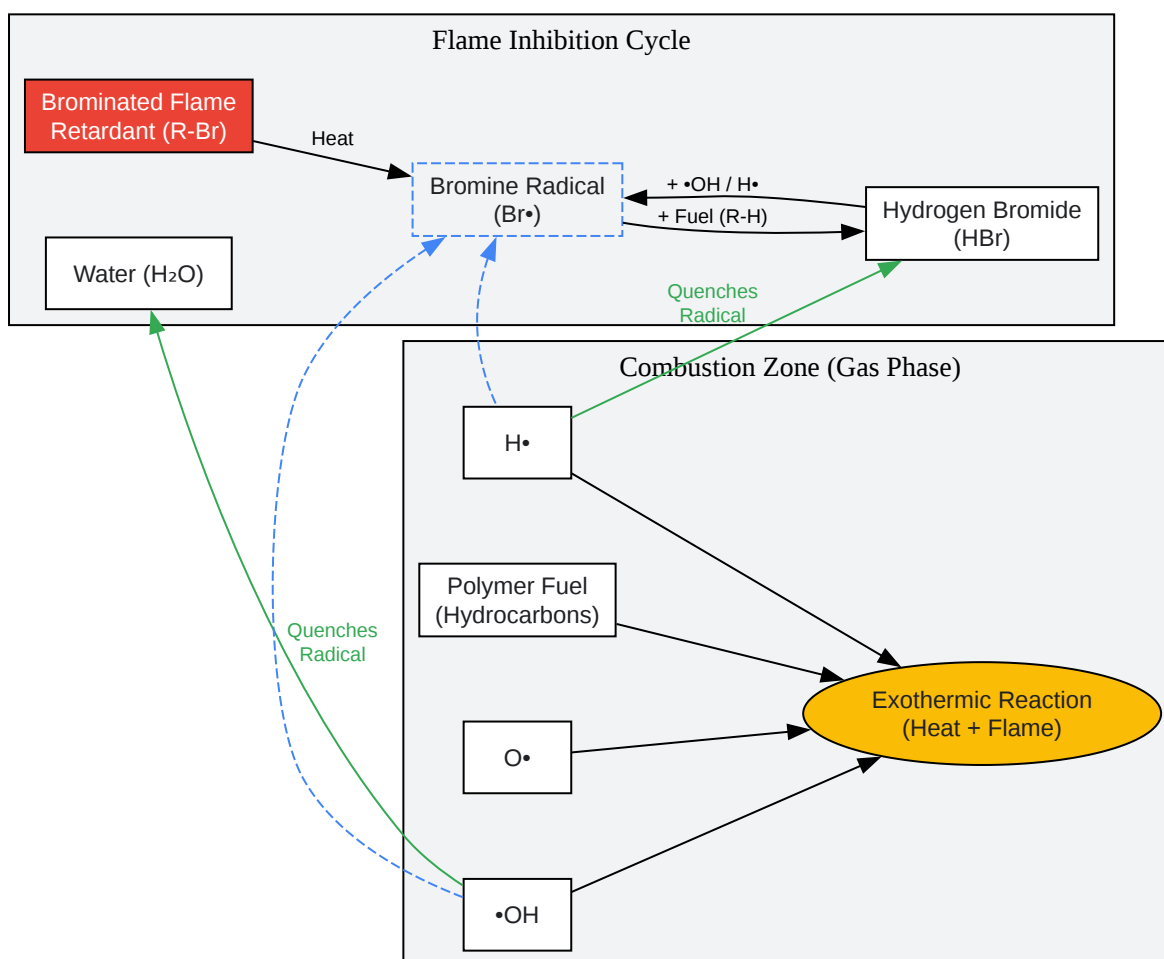 Flame Inhibition Cycle
Brominated Flame
Retardant (R-Br)
Heat
Bromine Radical
(Br•)
+ •OH / H•
+ Fuel (R-H)
Hydrogen Bromide
(HBr)
Water (H₂O)
Quenches
Radical
Combustion Zone (Gas Phase)
H•
Polymer Fuel
(Hydrocarbons)
Quenches
Radical
Exothermic Reaction
(Heat + Flame)
O•
•OH